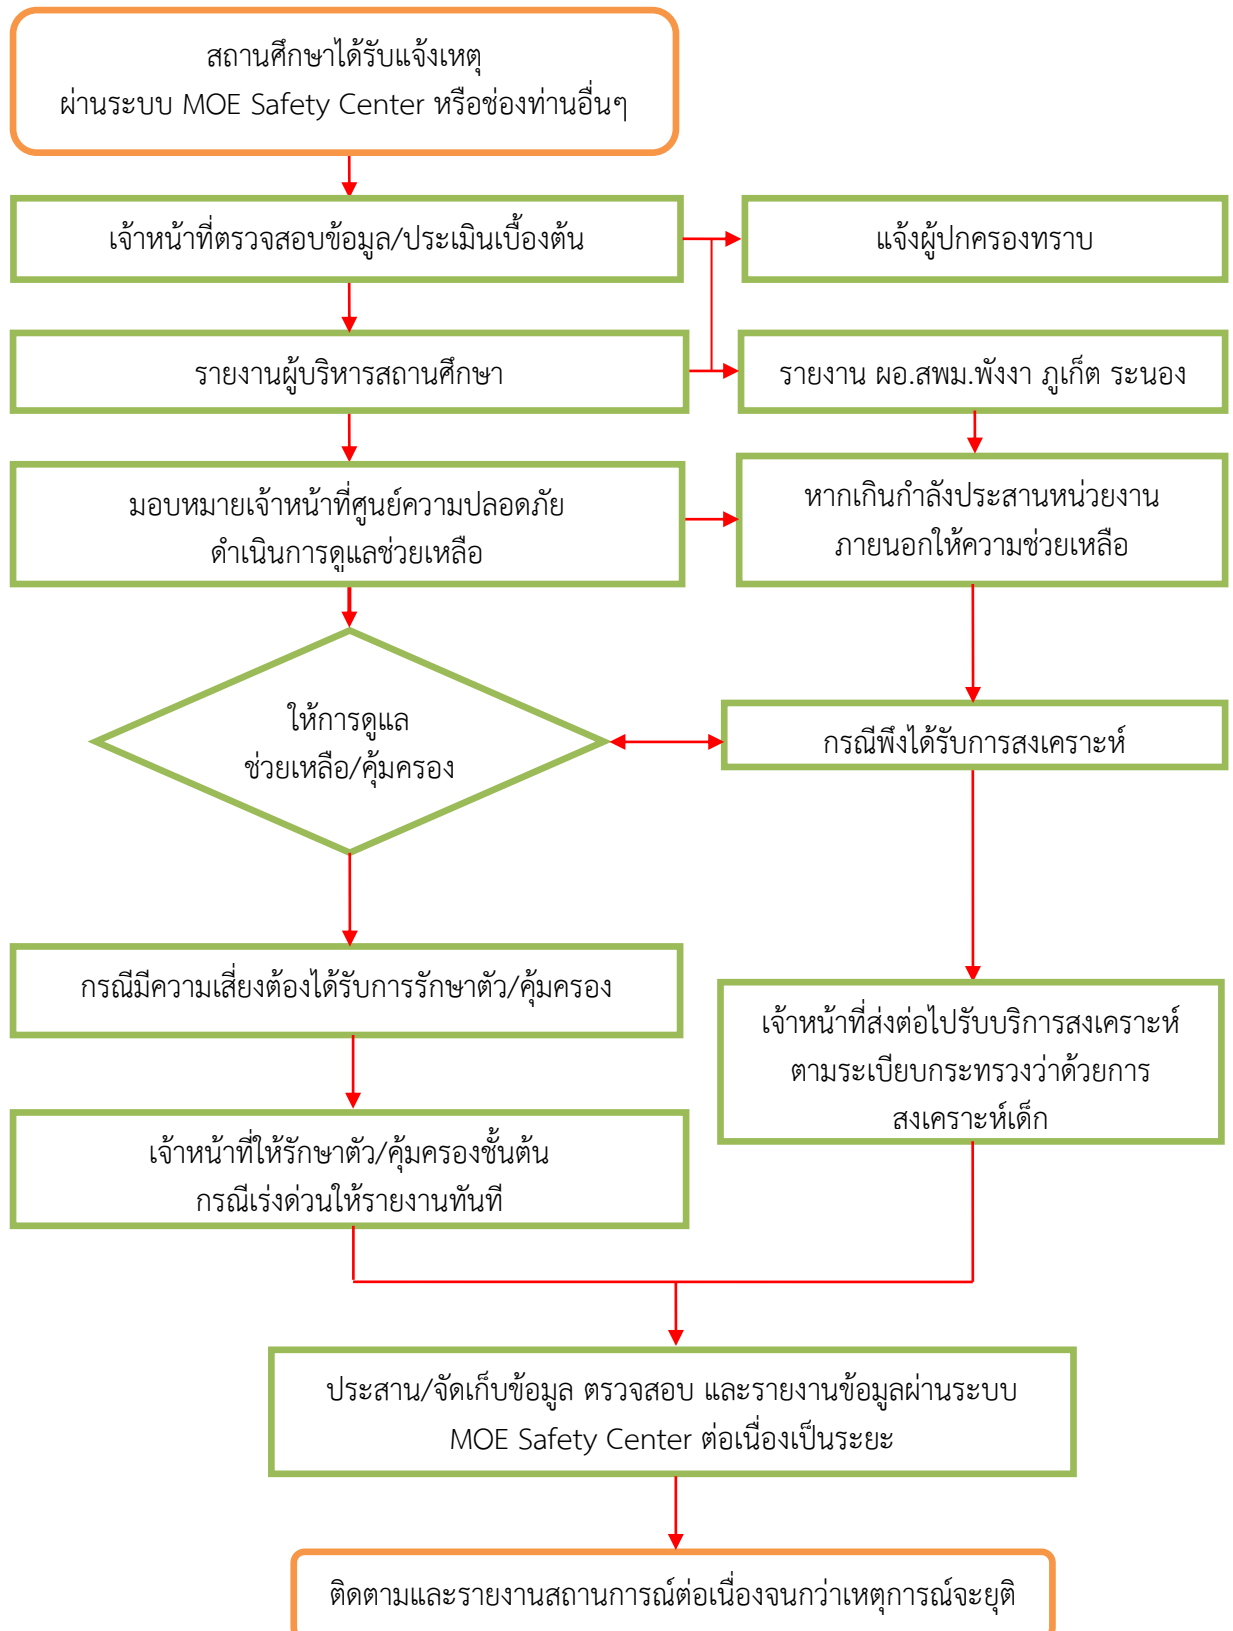 สถานศึกษาได้รับแจ้งเหตุ
ผ่านระบบ MOE Safety Center หรือช่องท่านอื่นๆ
เจ้าหน้าที่ตรวจสอบข้อมูล/ประเมินเบื้องต้น
แจ้งผู้ปกครองทราบ
รายงานผู้บริหารสถานศึกษา
รายงาน ผอ.สพม.พังงา ภูเก็ต ระนอง
มอบหมายเจ้าหน้าที่ศูนย์ความปลอดภัย
ดำเนินการดูแลช่วยเหลือ
หากเกินกำลังประสานหน่วยงาน
ภายนอกให้ความช่วยเหลือ
ให้การดูแล
ช่วยเหลือ/คุ้มครอง
กรณีพึงได้รับการสงเคราะห์
กรณีมีความเสี่ยงต้องได้รับการรักษาตัว/คุ้มครอง
เจ้าหน้าที่ส่งต่อไปรับบริการสงเคราะห์
ตามระเบียบกระทรวงว่าด้วยการ
สงเคราะห์เด็ก
เจ้าหน้าที่ให้รักษาตัว/คุ้มครองชั้นต้น
กรณีเร่งด่วนให้รายงานทันที
ประสาน/จัดเก็บข้อมูล ตรวจสอบ และรายงานข้อมูลผ่านระบบ
MOE Safety Center ต่อเนื่องเป็นระยะ
ติดตามและรายงานสถานการณ์ต่อเนื่องจนกว่าเหตุการณ์จะยุติ